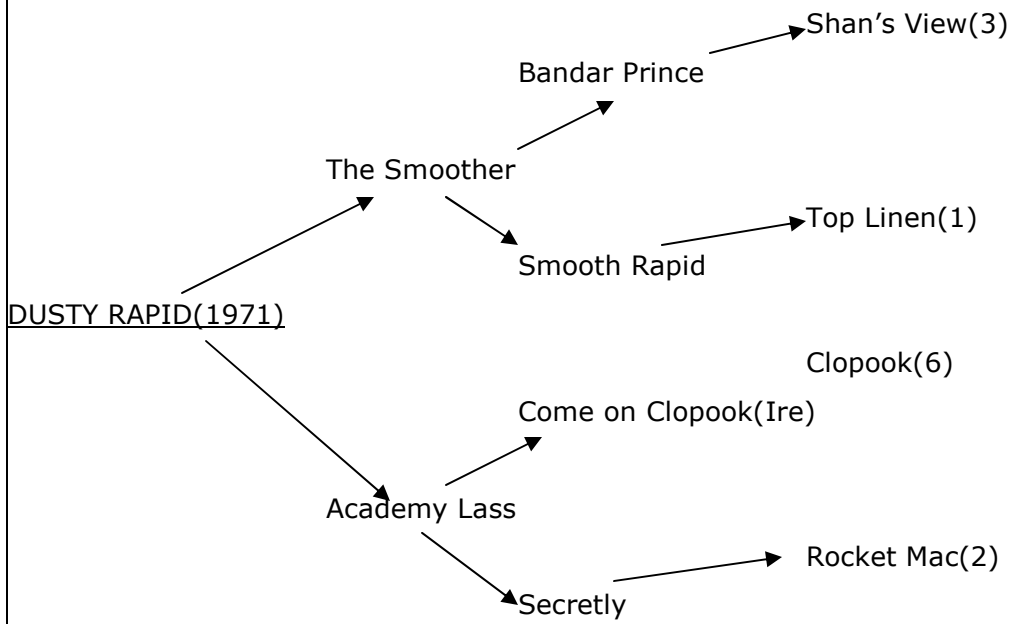 Shan's View(3)
Bandar Prince
The Smoother
Top Linen(1)
Smooth Rapid
DUSTY RAPID(1971)
Clopook(6)
Come on Clopook(Ire)
Academy Lass
Rocket Mac(2)
Secretly